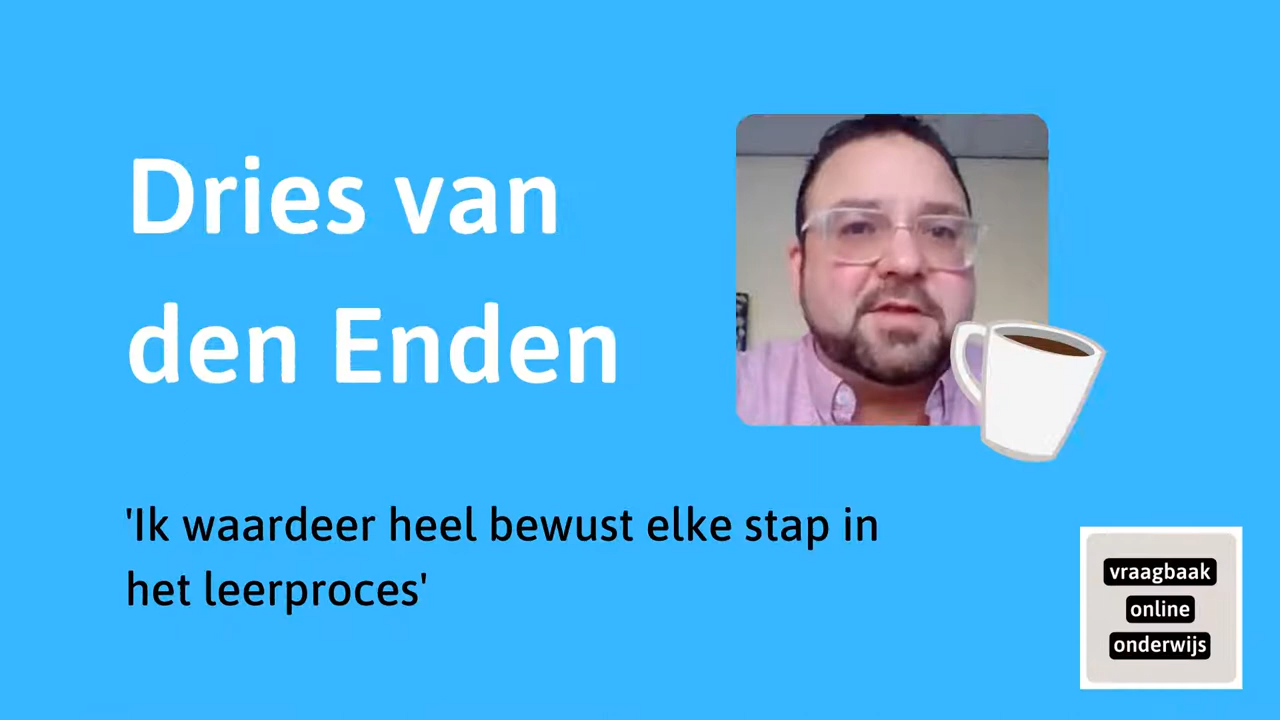 Dries van
den Enden
'Ik waardeer heel bewust elke stap in
het leerproces'
vraagbaak
online
onderwijs